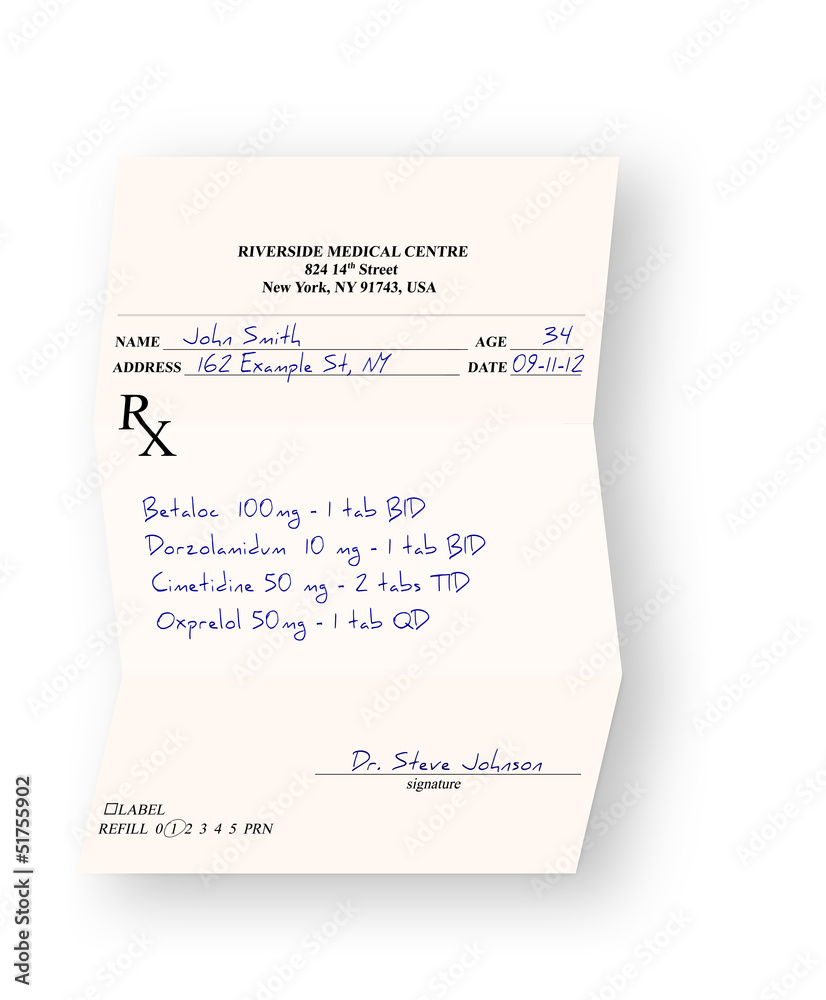 RIVERSIDE MEDICAL CENTRE
824 14th Street
New York, NY 91743, USA
NAME John Smith AGE 34
ADDRESS 162 Example St, NY DATE 09-11-12
Rx
Betaloc 100mg - 1 tab BID
Dorzolamidum 10 mg - 1 tab BID
Cimetidine 50 mg - 2 tabs TID
Oxprelol 50mg - 1 tab QD
Dr. Steve Johnson
signature
☐LABEL
REFILL 0 1 2 3 4 5 PRN
Adobe Stock | #51755902